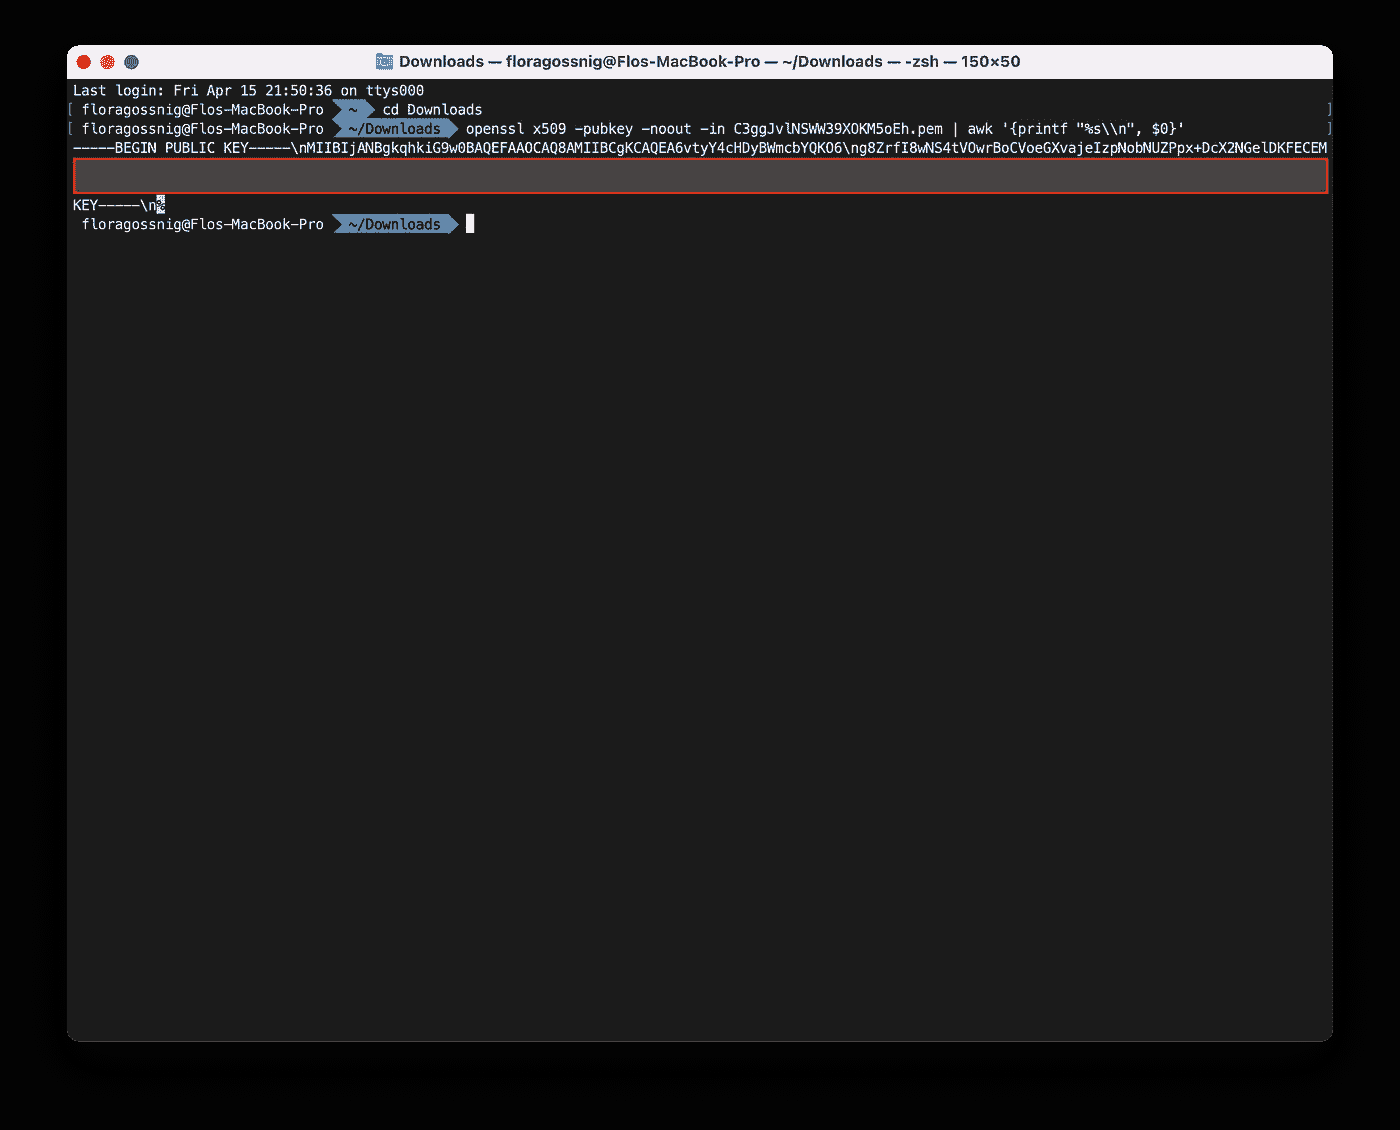 Downloads — floragossnig@Flos-MacBook-Pro — ~/Downloads — -zsh — 150×50
Last login: Fri Apr 15 21:50:36 on ttys000
[ floragossnig@Flos-MacBook-Pro ~ cd Downloads ]
[ floragossnig@Flos-MacBook-Pro ~/Downloads openssl x509 -pubkey -noout -in C3ggJvlNSWW39XOKM5oEh.pem | awk '{printf "%s\\n", $0}' ]
-----BEGIN PUBLIC KEY-----\nMIIBIjANBgkqhkiG9w0BAQEFAAOCAQ8AMIIBCgKCAQEA6vtyY4cHDyBWmcbYQKO6\ng8ZrfI8wNS4tVOwrBoCVoeGXvajeIzpNobNUZPpx+DcX2NGelDKFECEM
KEY-----\n%
floragossnig@Flos-MacBook-Pro ~/Downloads